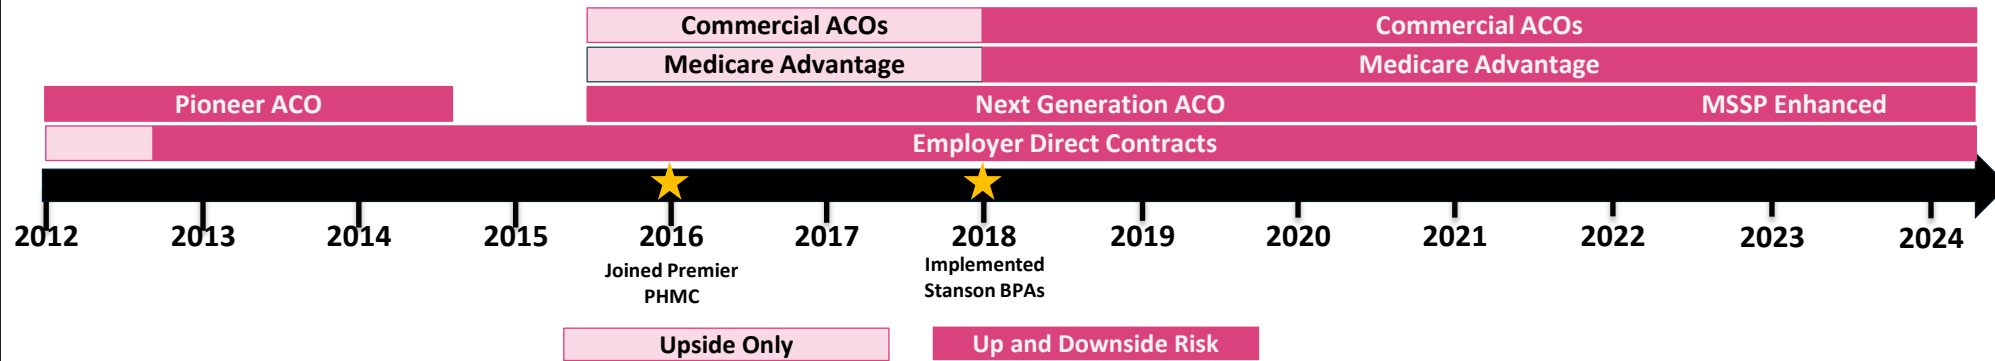 Commercial ACOs Commercial ACOs
Medicare Advantage Medicare Advantage
Pioneer ACO Next Generation ACO MSSP Enhanced
Employer Direct Contracts
2012 2013 2014 2015 2016 2017 2018 2019 2020 2021 2022 2023 2024
Joined Premier
PHMC
Implemented
Stanson BPAs
Upside Only Up and Downside Risk